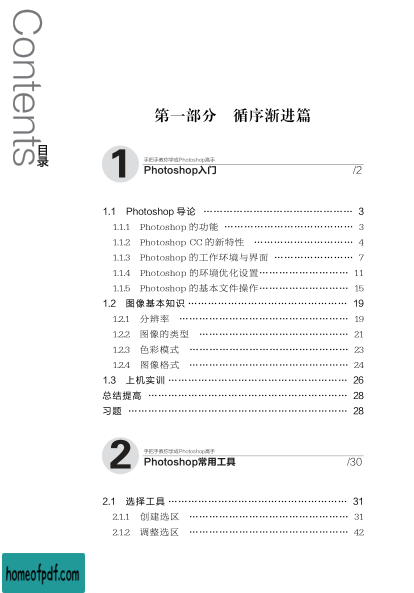 Contents
目录
第一部分 循序渐进篇
1
手把手教你学成Photoshop高手
Photoshop入门 /2
1.1 Photoshop 导论 …………………………………… 3
1.1.1 Photoshop 的功能 ………………………………… 3
1.1.2 Photoshop CC 的新特性 ………………………… 4
1.1.3 Photoshop 的工作环境与界面 …………………… 7
1.1.4 Photoshop 的环境优化设置……………………… 11
1.1.5 Photoshop 的基本文件操作……………………… 15
1.2 图像基本知识 ……………………………………… 19
1.2.1 分辨率 …………………………………………… 19
1.2.2 图像的类型 ……………………………………… 21
1.2.3 色彩模式 ………………………………………… 23
1.2.4 图像格式 ………………………………………… 24
1.3 上机实训 …………………………………………… 26
总结提高 ………………………………………………… 28
习题 ……………………………………………………… 28
2
手把手教你学成Photoshop高手
Photoshop常用工具 /30
2.1 选择工具 …………………………………………… 31
2.1.1 创建选区 ………………………………………… 31
2.1.2 调整选区 ………………………………………… 42
homeofpdf.com